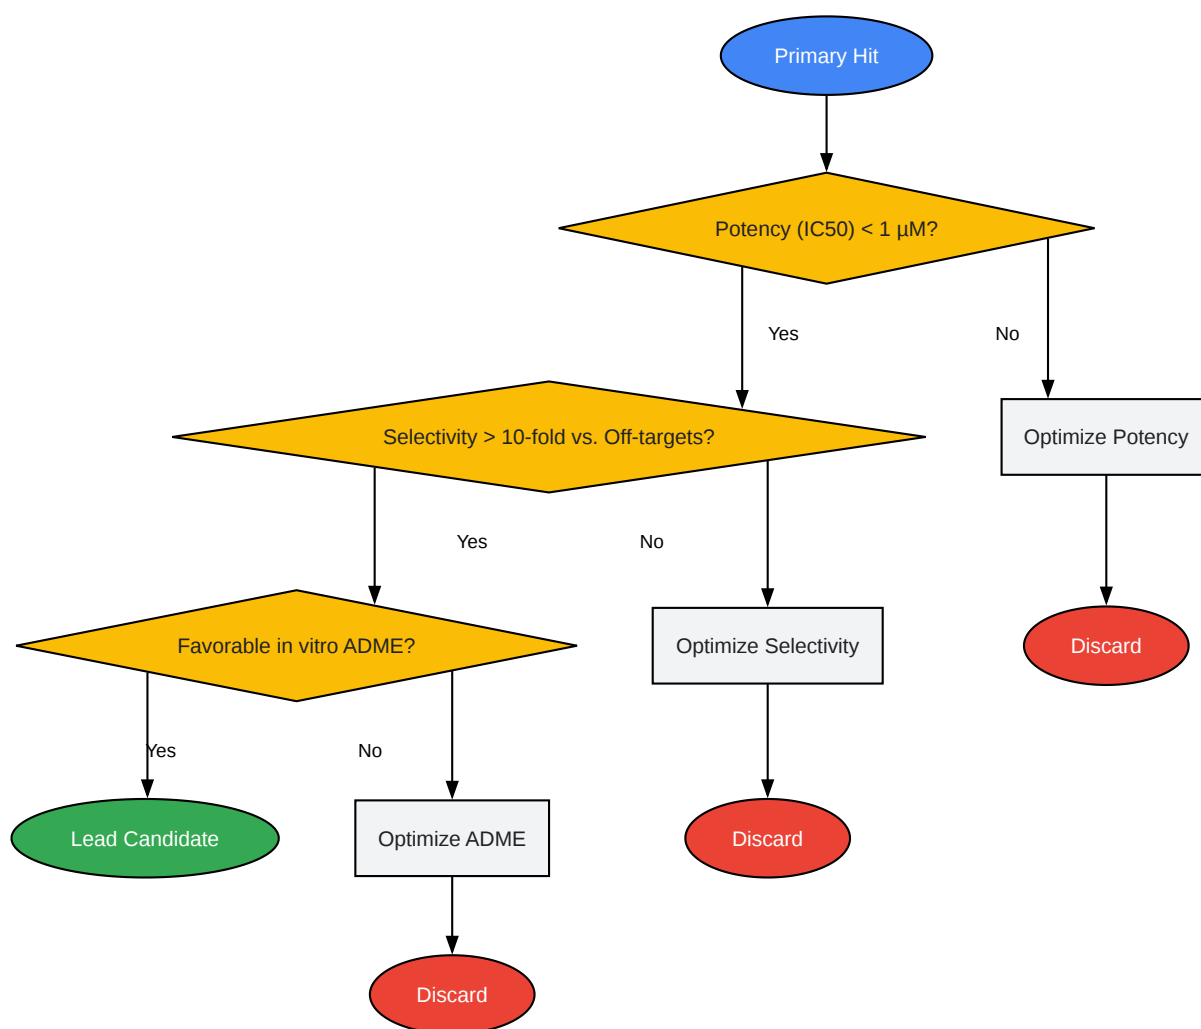 Primary Hit
Potency (IC50) < 1 µM?
Yes
No
Selectivity > 10-fold vs. Off-targets?
Optimize Potency
Yes
No
Favorable in vitro ADME?
Optimize Selectivity
Discard
Yes
No
Lead Candidate
Optimize ADME
Discard
Discard